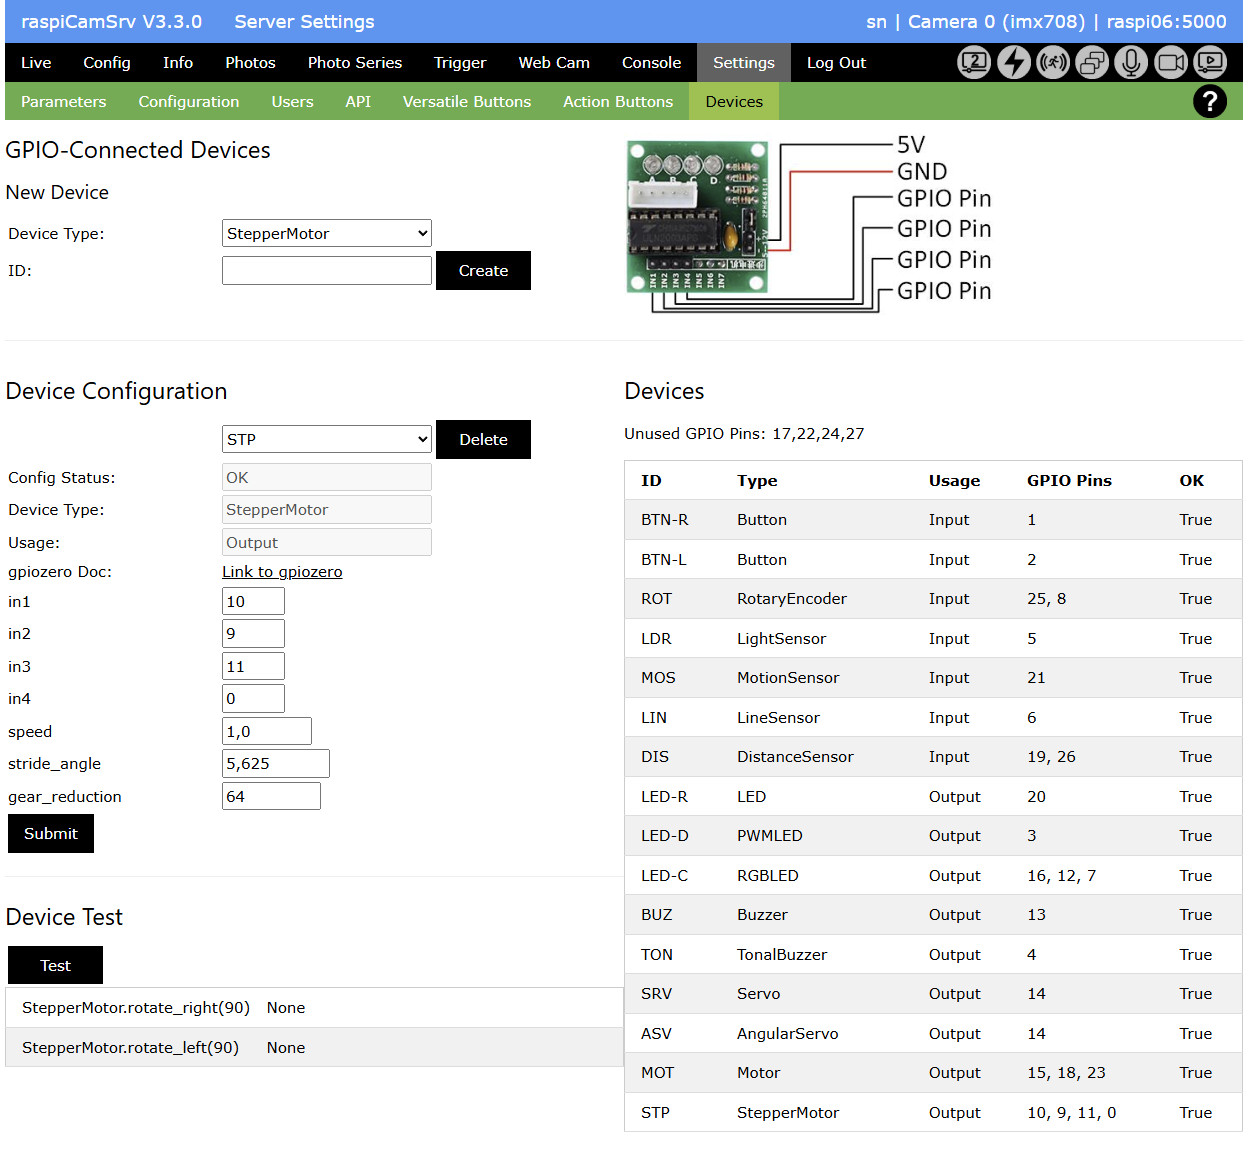 raspiCamSrv V3.3.0 Server Settings sn | Camera 0 (imx708) | raspi06:5000
Live Config Info Photos Photo Series Trigger Web Cam Console Settings Log Out 2
Parameters Configuration Users API Versatile Buttons Action Buttons Devices ?
GPIO-Connected Devices
New Device
Device Type: StepperMotor
ID: Create
5V
GND
GPIO Pin
GPIO Pin
GPIO Pin
GPIO Pin
A B C D
IN1 IN2 IN3 IN4 IN5 IN6 IN7
Device Configuration
STP Delete
Config Status: OK
Device Type: StepperMotor
Usage: Output
gpiozero Doc: Link to gpiozero
in1 10
in2 9
in3 11
in4 0
speed 1,0
stride_angle 5,625
gear_reduction 64
Submit
Device Test
Test
StepperMotor.rotate_right(90) None
StepperMotor.rotate_left(90) None
Devices
Unused GPIO Pins: 17,22,24,27
ID Type Usage GPIO Pins OK
BTN-R Button Input 1 True
BTN-L Button Input 2 True
ROT RotaryEncoder Input 25, 8 True
LDR LightSensor Input 5 True
MOS MotionSensor Input 21 True
LIN LineSensor Input 6 True
DIS DistanceSensor Input 19, 26 True
LED-R LED Output 20 True
LED-D PWMLED Output 3 True
LED-C RGBLED Output 16, 12, 7 True
BUZ Buzzer Output 13 True
TON TonalBuzzer Output 4 True
SRV Servo Output 14 True
ASV AngularServo Output 14 True
MOT Motor Output 15, 18, 23 True
STP StepperMotor Output 10, 9, 11, 0 True